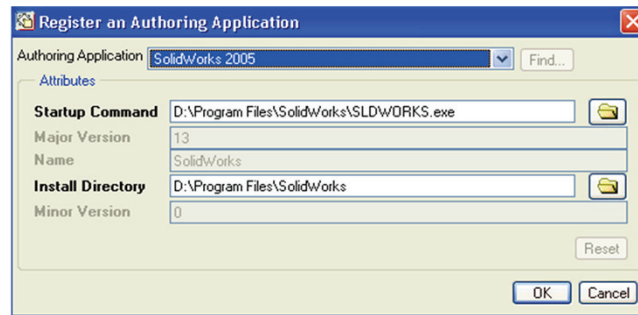 Register an Authoring Application
Authoring Application SolidWorks 2005 Find...
Attributes
Startup Command D:\Program Files\SolidWorks\SLDWORKS.exe
Major Version 13
Name SolidWorks
Install Directory D:\Program Files\SolidWorks
Minor Version 0
Reset
OK Cancel